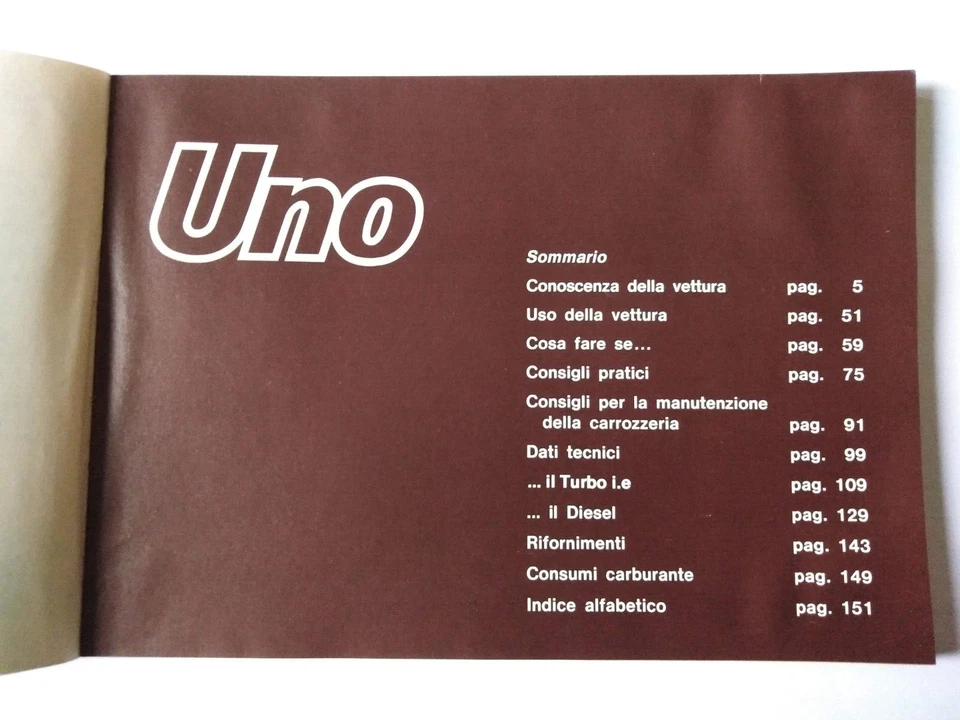 Uno
Sommario
Conoscenza della vettura pag. 5
Uso della vettura pag. 51
Cosa fare se... pag. 59
Consigli pratici pag. 75
Consigli per la manutenzione
della carrozzeria pag. 91
Dati tecnici pag. 99
... il Turbo i.e pag. 109
... il Diesel pag. 129
Rifornimenti pag. 143
Consumi carburante pag. 149
Indice alfabetico pag. 151